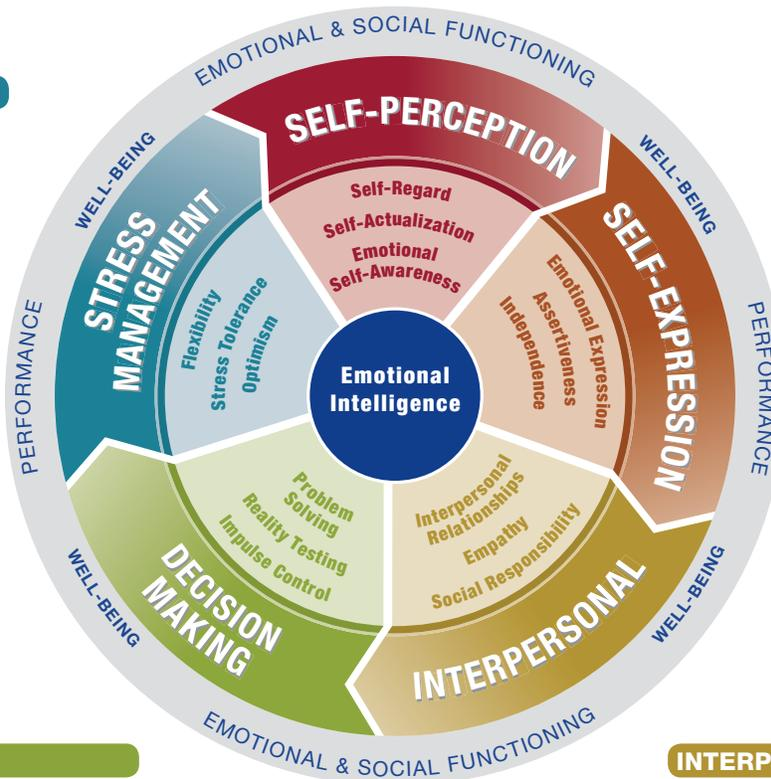 EMOTIONAL & SOCIAL FUNCTIONING
SELF-PERCEPTION
Self-Regard
Self-Actualization
Emotional
Self-Awareness
WELL-BEING
SELF-EXPRESSION
Emotional Expression
Assertiveness
Independence
PERFORMANCE
Emotional
Intelligence
INTERPERSONAL
Interpersonal
Relationships
Empathy
Social Responsibility
WELL-BEING
EMOTIONAL & SOCIAL FUNCTIONING
DECISION
MAKING
Problem
Solving
Reality Testing
Impulse Control
WELL-BEING
PERFORMANCE
STRESS
MANAGEMENT
Flexibility
Stress Tolerance
Optimism
WELL-BEING
INTERP